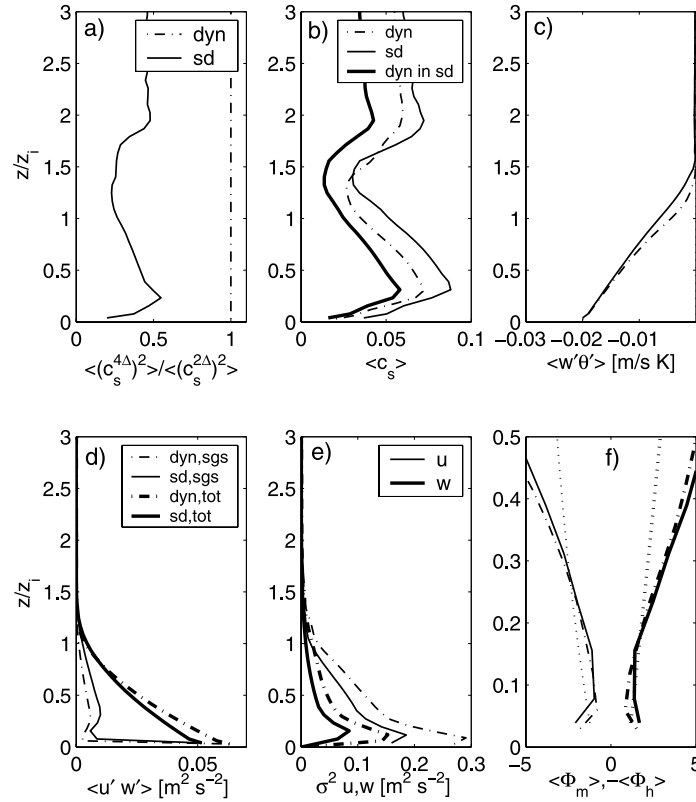 a)
dyn
sd
b)
dyn
sd
dyn in sd
c)
3
2.5
2
1.5
1
0.5
0
z/z_i
0 0.5 1
<(c_s^{4Δ})^2>/<(c_s^{2Δ})^2>
3
2.5
2
1.5
1
0.5
0
0 0.05 0.1
<c_s>
3
2.5
2
1.5
1
0.5
0
−0.03 −0.02 −0.01
<w'θ'> [m/s K]
d)
dyn,sgs
sd,sgs
dyn,tot
sd,tot
e)
u
w
f)
3
2.5
2
1.5
1
0.5
0
z/z_i
0 0.05
<u' w'> [m² s⁻²]
3
2.5
2
1.5
1
0.5
0
0 0.1 0.2 0.3
σ² u,w [m² s⁻²]
0.5
0.4
0.3
0.2
0.1
0
−5 0 5
<Φ_m>,−<Φ_h>